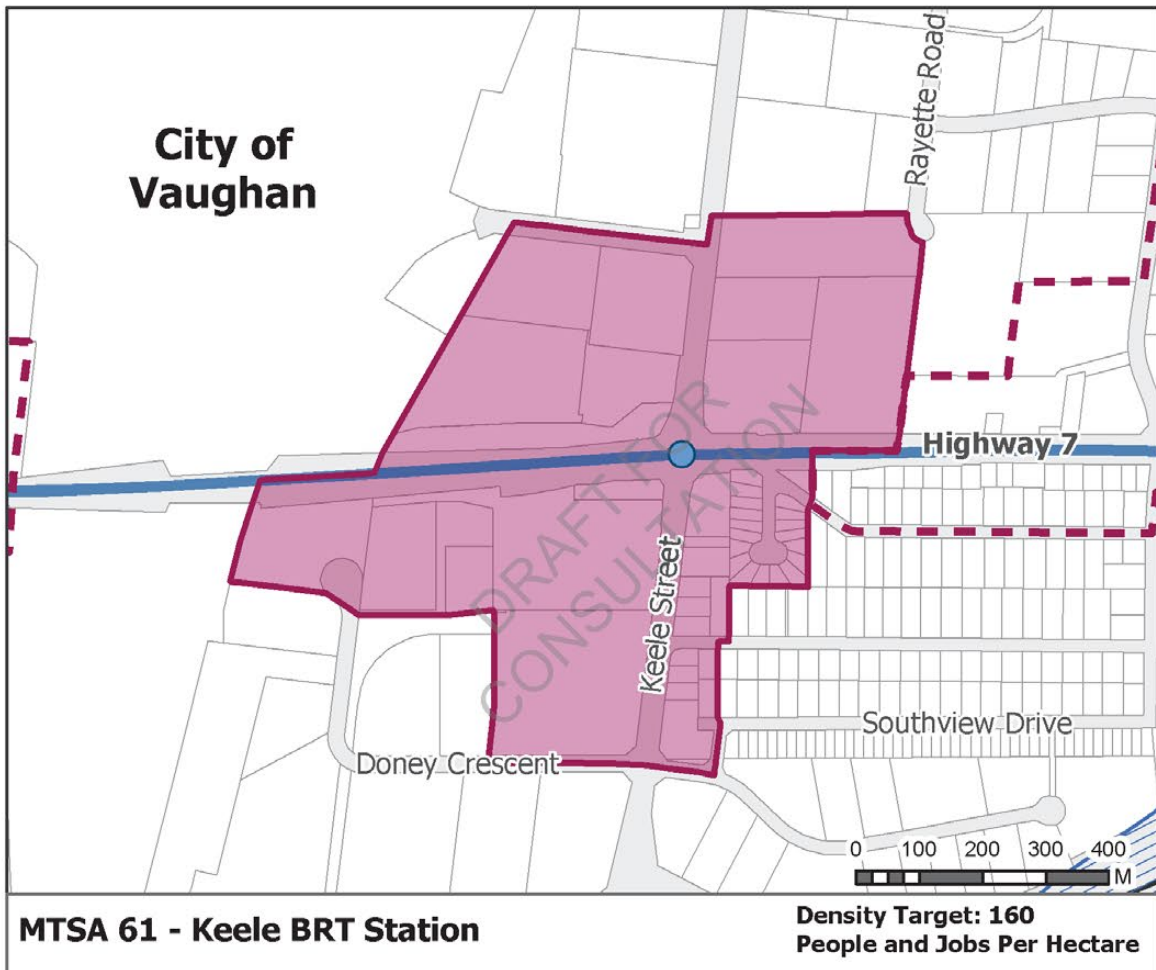 City of
Vaughan
Rayette Road
Highway 7
DRAFT FOR
CONSULTATION
Keele Street
Southview Drive
Doney Crescent
0 100 200 300 400
M
MTSA 61 - Keele BRT Station
Density Target: 160
People and Jobs Per Hectare